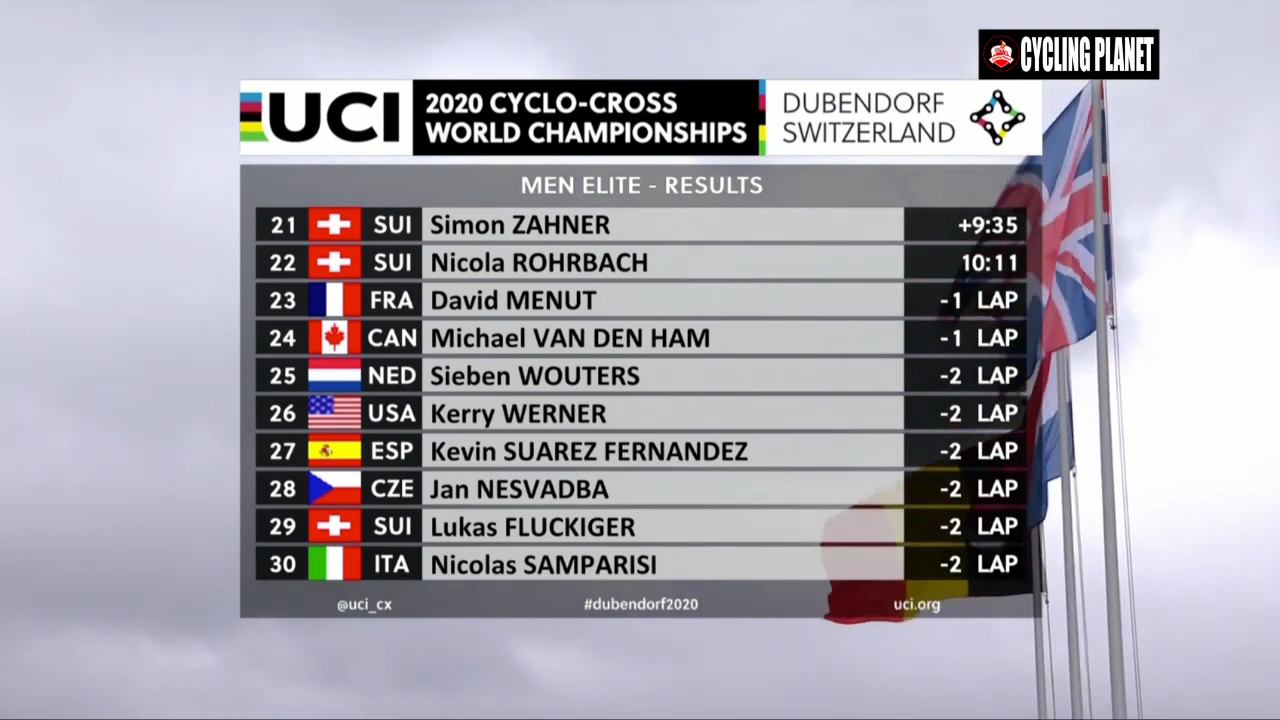 CYCLING PLANET
UCI
2020 CYCLO-CROSS
WORLD CHAMPIONSHIPS
DUBENDORF
SWITZERLAND
MEN ELITE - RESULTS
21 SUI Simon ZAHNER +9:35
22 SUI Nicola ROHRBACH 10:11
23 FRA David MENUT -1 LAP
24 CAN Michael VAN DEN HAM -1 LAP
25 NED Sieben WOUTERS -2 LAP
26 USA Kerry WERNER -2 LAP
27 ESP Kevin SUAREZ FERNANDEZ -2 LAP
28 CZE Jan NESVADBA -2 LAP
29 SUI Lukas FLUCKIGER -2 LAP
30 ITA Nicolas SAMPARISI -2 LAP
@uci_cx #dubendorf2020 uci.org